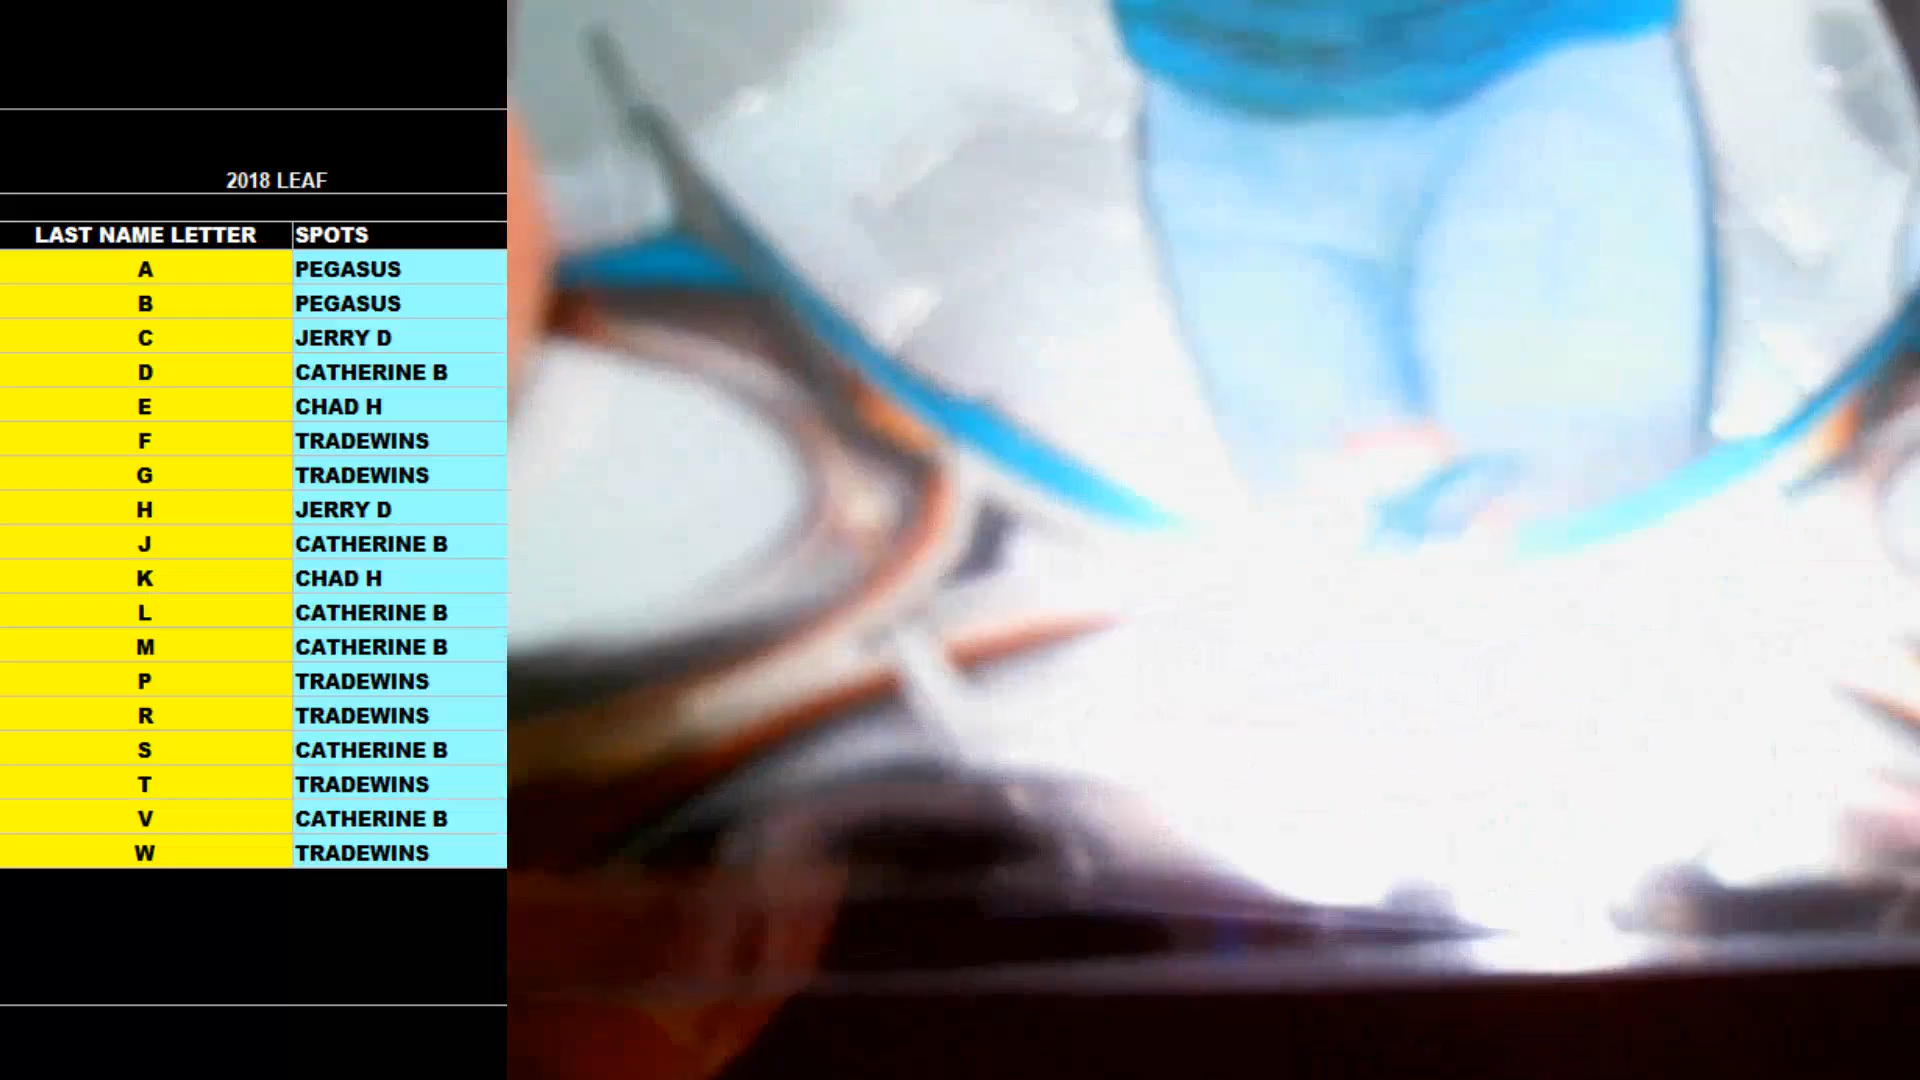 2018 LEAF
LAST NAME LETTER SPOTS
A PEGASUS
B PEGASUS
C JERRY D
D CATHERINE B
E CHAD H
F TRADEWINS
G TRADEWINS
H JERRY D
J CATHERINE B
K CHAD H
L CATHERINE B
M CATHERINE B
P TRADEWINS
R TRADEWINS
S CATHERINE B
T TRADEWINS
V CATHERINE B
W TRADEWINS